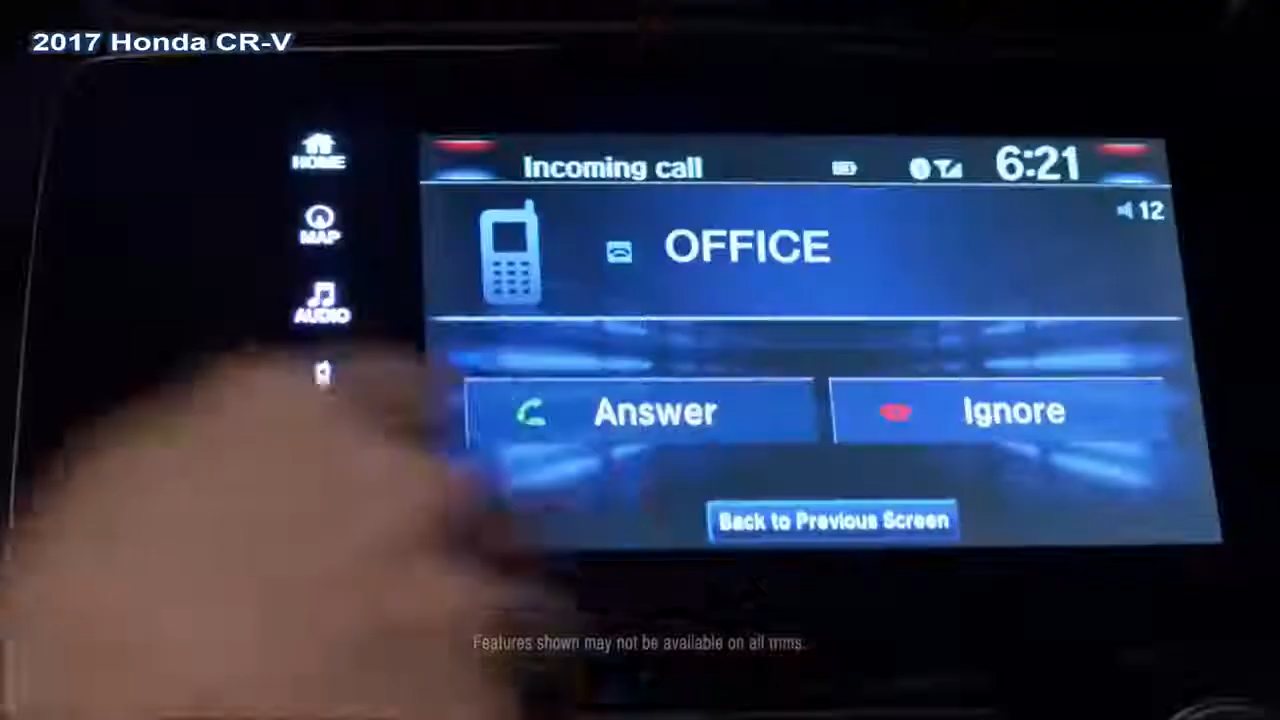 2017 Honda CR-V
HOME
MAP
AUDIO
Incoming call
6:21
12
OFFICE
Answer
Ignore
Back to Previous Screen
Features shown may not be available on all trims.